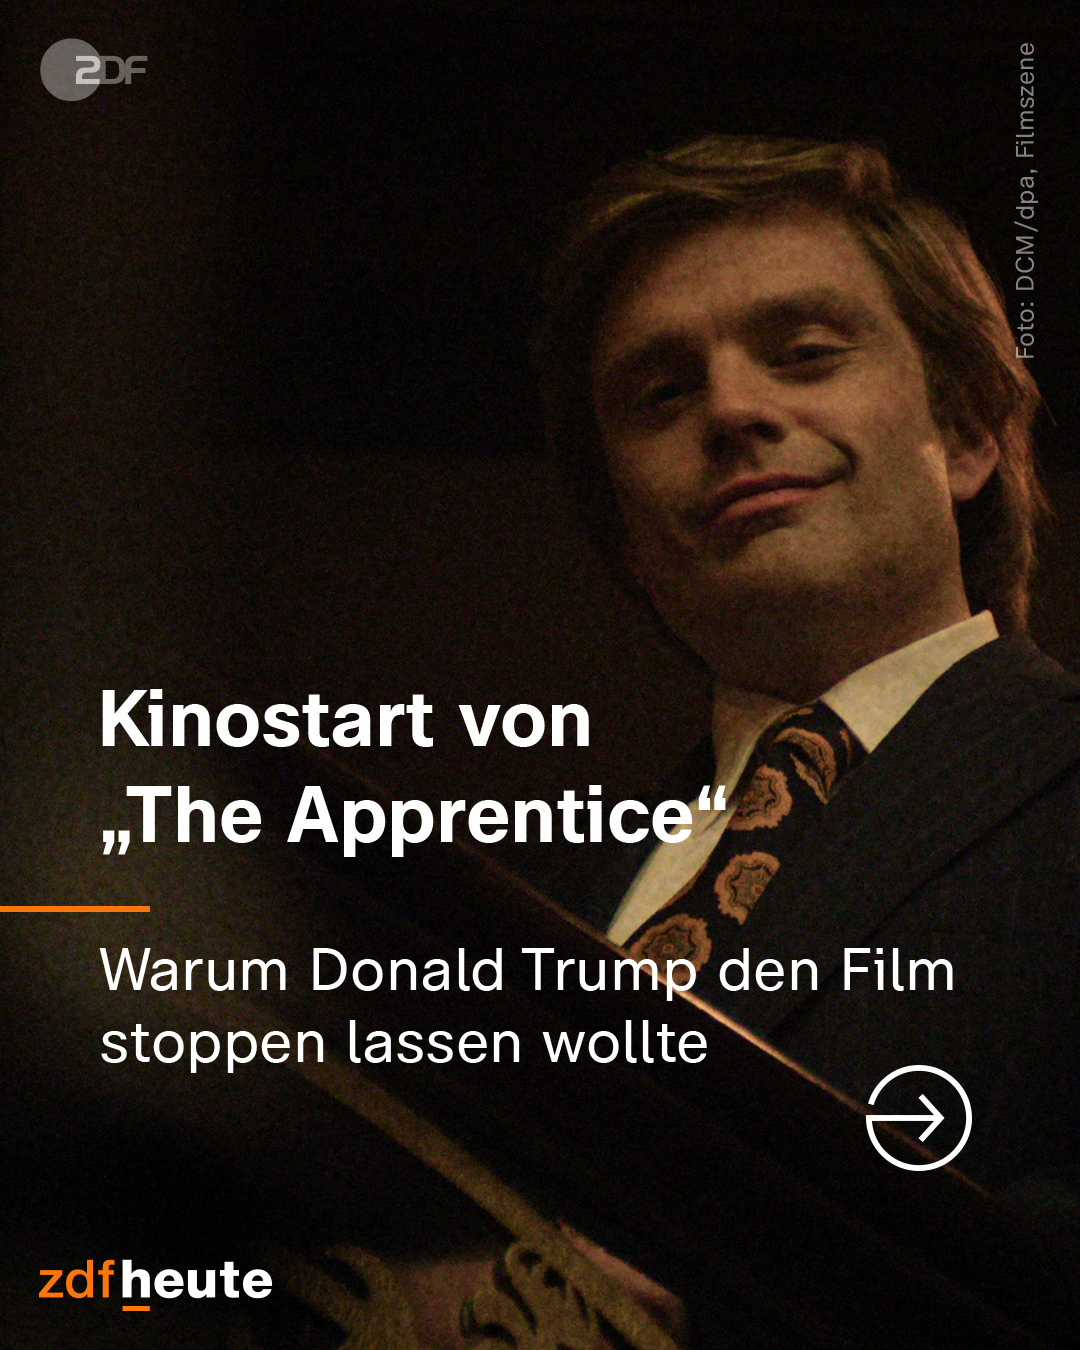 ZDF
Foto: DCM/dpa, Filmszene
Kinostart von
„The Apprentice“
Warum Donald Trump den Film
stoppen lassen wollte
zdfheute